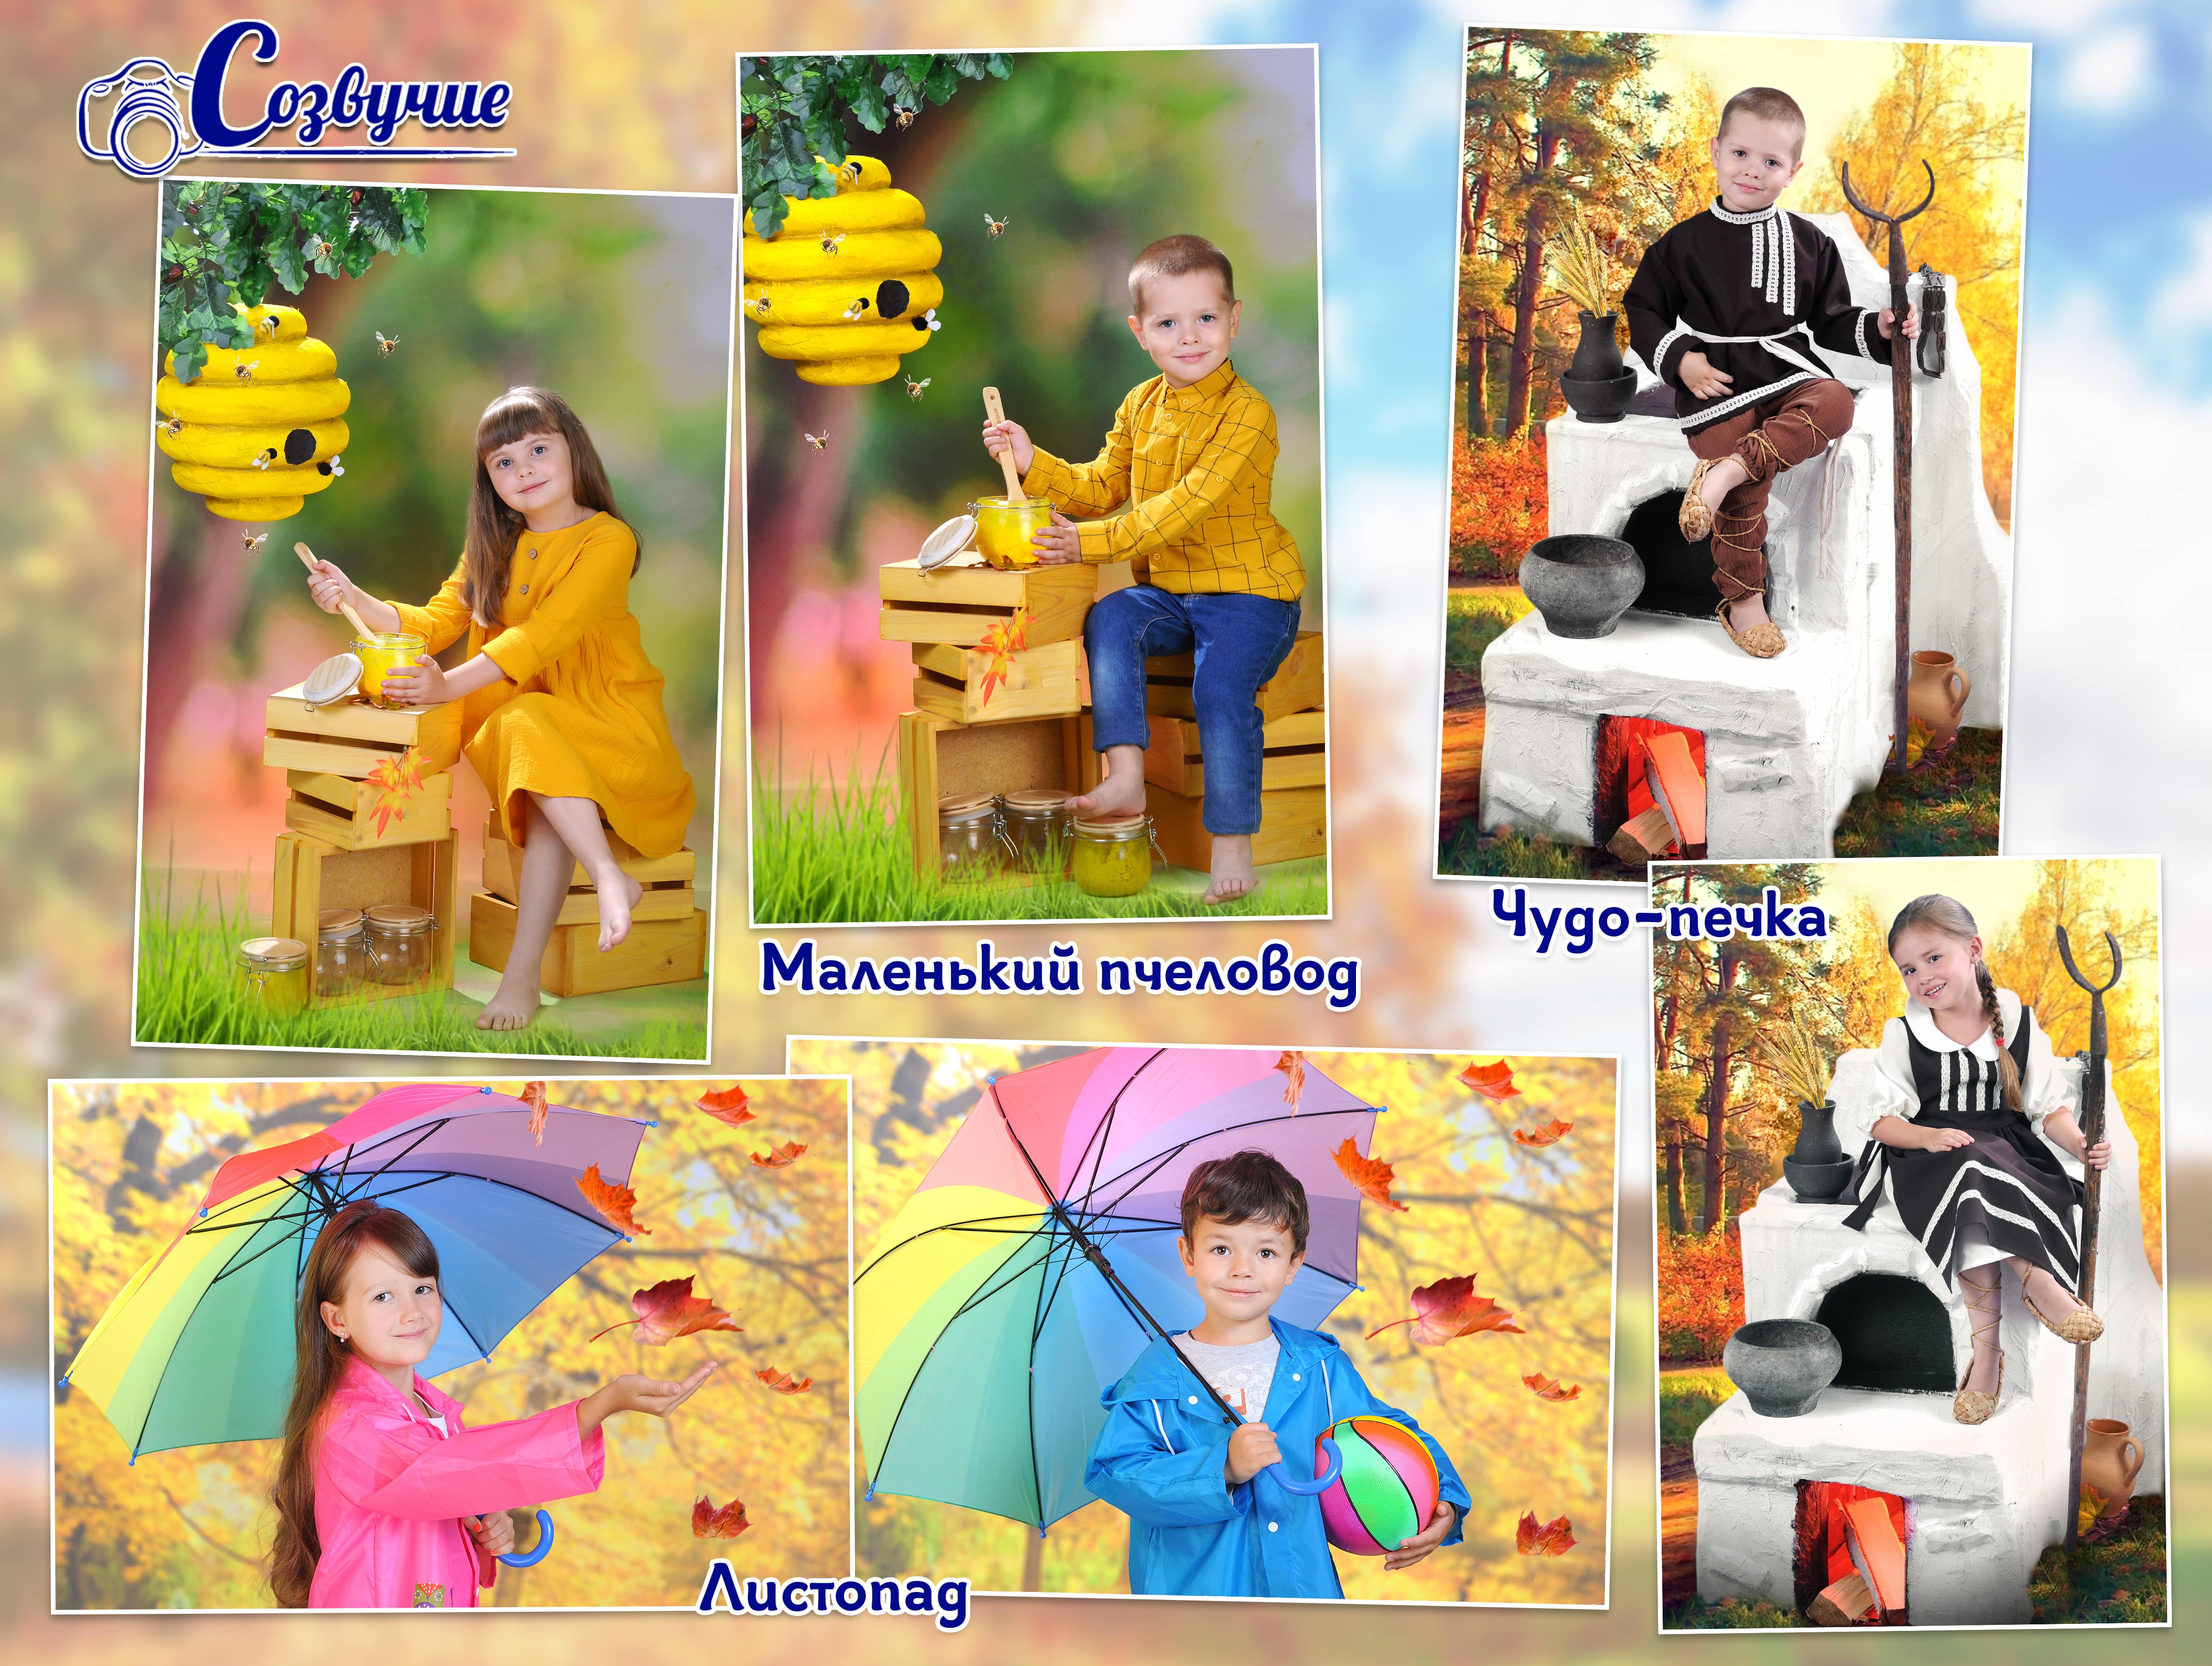 Созвучие
Маленький пчеловод
Чудо-печка
Листопад